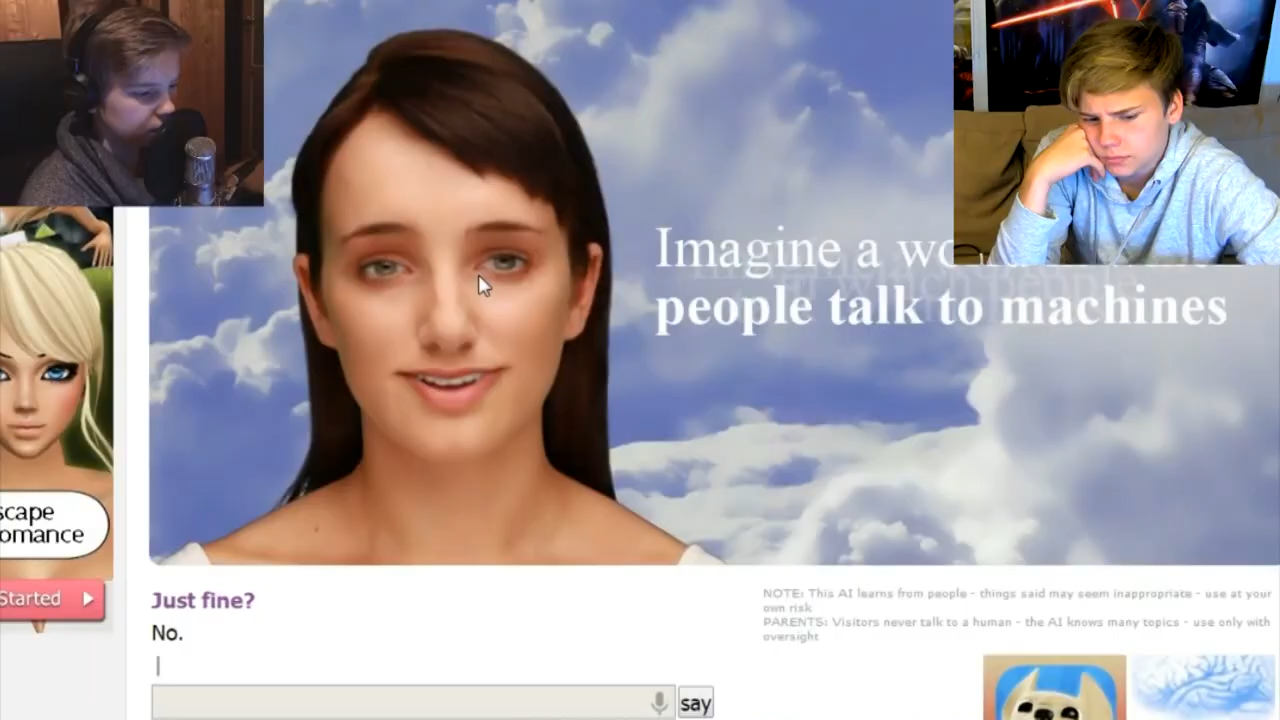 Imagine a
people talk to machines
scape
omance
Started
Just fine?
No.
NOTE: This AI learns from people - things said may seem inappropriate - use at your
own risk
PARENTS: Visitors never talk to a human - the AI knows many topics - use only with
oversight
say